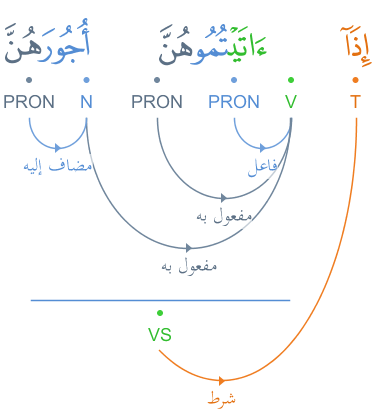 إِذَآ ءَاتَيْتُمُوهُنَّ أُجُورَهُنَّ
T V PRON PRON N PRON
فاعل مضاف إليه
مفعول به
مفعول به
VS
شرط